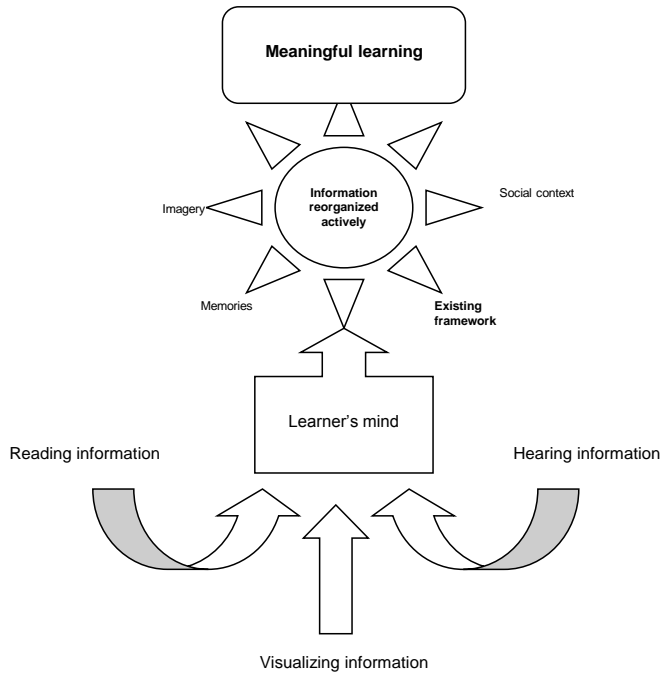 Meaningful learning
Information
reorganized
actively
Imagery
Social context
Memories
Existing
framework
Learner’s mind
Reading information
Hearing information
Visualizing information